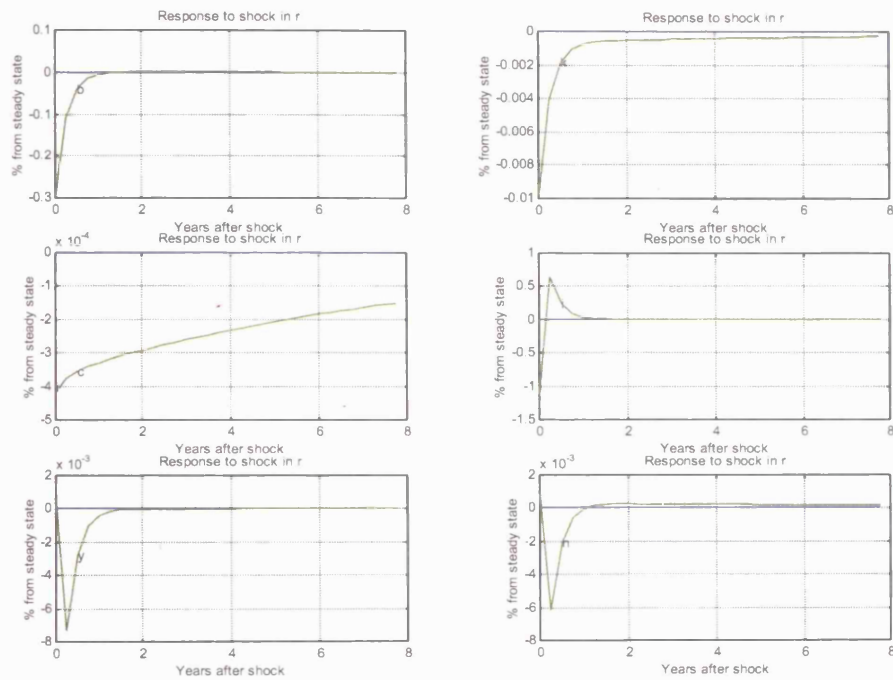 Response to shock in r
% from steady state
0.1
0
-0.1
-0.2
-0.3
0
2
4
6
8
Years after shock
Response to shock in r
% from steady state
0
-0.002
-0.004
-0.006
-0.008
-0.01
x
0
2
4
6
8
Years after shock
x 10-4
Response to shock in r
% from steady state
0
-1
-2
-3
-4
-5
c
0
2
4
6
8
Years after shock
Response to shock in r
% from steady state
1
0.5
0
-0.5
-1
-1.5
0
2
4
6
8
Years after shock
x 10-3
Response to shock in r
% from steady state
2
0
-2
-4
-6
-8
y
0
2
4
6
8
Years after shock
x 10-3
Response to shock in r
% from steady state
2
0
-2
-4
-6
-8
n
0
2
4
6
8
Years after shock